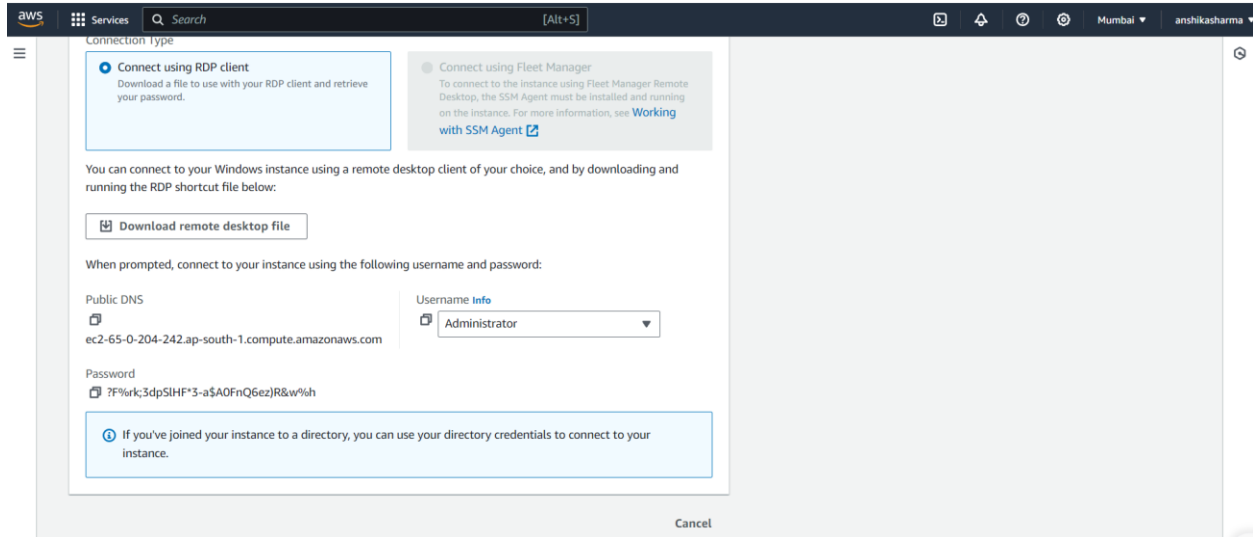 aws
Services
Search
[Alt+S]
Mumbai
anshikasharma
Connection Type
Connect using RDP client
Download a file to use with your RDP client and retrieve
your password.
Connect using Fleet Manager
To connect to the instance using Fleet Manager Remote
Desktop, the SSM Agent must be installed and running
on the instance. For more information, see Working
with SSM Agent
You can connect to your Windows instance using a remote desktop client of your choice, and by downloading and
running the RDP shortcut file below:
Download remote desktop file
When prompted, connect to your instance using the following username and password:
Public DNS
ec2-65-0-204-242.ap-south-1.compute.amazonaws.com
Username Info
Administrator
Password
?F%rk;3dpSlHF*3-a$A0FnQ6ez)R&w%h
If you've joined your instance to a directory, you can use your directory credentials to connect to your
instance.
Cancel